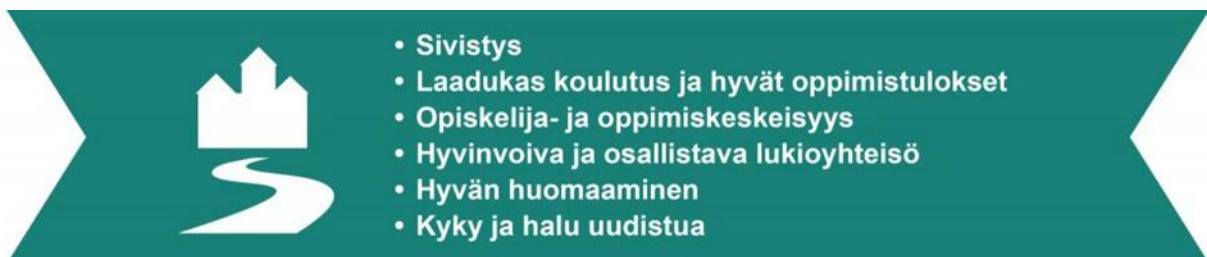 • Sivistys
• Laadukas koulutus ja hyvät oppimistulokset
• Opiskelija- ja oppimiskeskeisyys
• Hyvinvoiva ja osallistava lukioyhteisö
• Hyvän huomaaminen
• Kyky ja halu uudistua